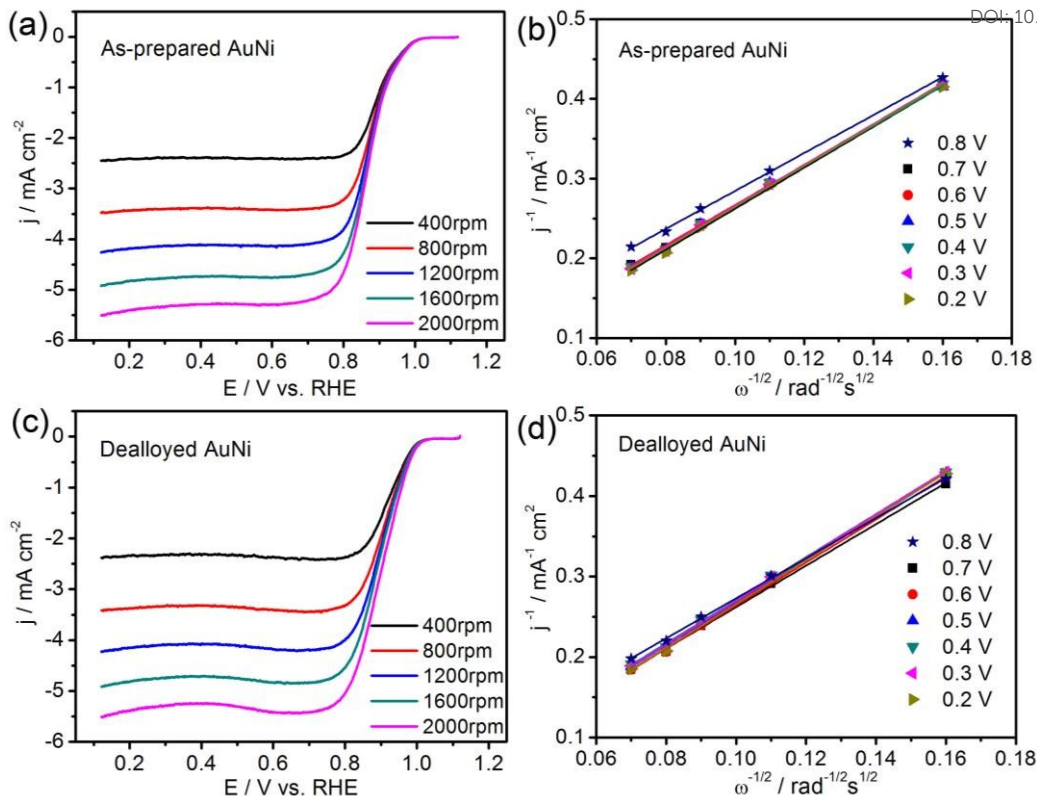 (a)
As-prepared AuNi
0
-1
-2
-3
-4
-5
-6
j / mA cm⁻²
400rpm
800rpm
1200rpm
1600rpm
2000rpm
0.2 0.4 0.6 0.8 1.0 1.2
E / V vs. RHE
DOI: 10.
(b)
As-prepared AuNi
0.5
0.4
0.3
0.2
0.1
j⁻¹ / mA⁻¹ cm²
0.8 V
0.7 V
0.6 V
0.5 V
0.4 V
0.3 V
0.2 V
0.06 0.08 0.10 0.12 0.14 0.16 0.18
ω⁻¹/² / rad⁻¹/²s¹/²
(c)
Dealloyed AuNi
0
-1
-2
-3
-4
-5
-6
j / mA cm⁻²
400rpm
800rpm
1200rpm
1600rpm
2000rpm
0.2 0.4 0.6 0.8 1.0 1.2
E / V vs. RHE
(d)
Dealloyed AuNi
0.5
0.4
0.3
0.2
0.1
j⁻¹ / mA⁻¹ cm²
0.8 V
0.7 V
0.6 V
0.5 V
0.4 V
0.3 V
0.2 V
0.06 0.08 0.10 0.12 0.14 0.16 0.18
ω⁻¹/² / rad⁻¹/²s¹/²